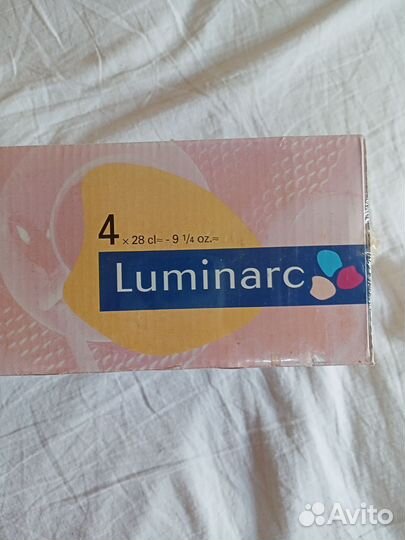 4 × 28 cl= - 9 1/4 oz.=
Luminarc
Avito